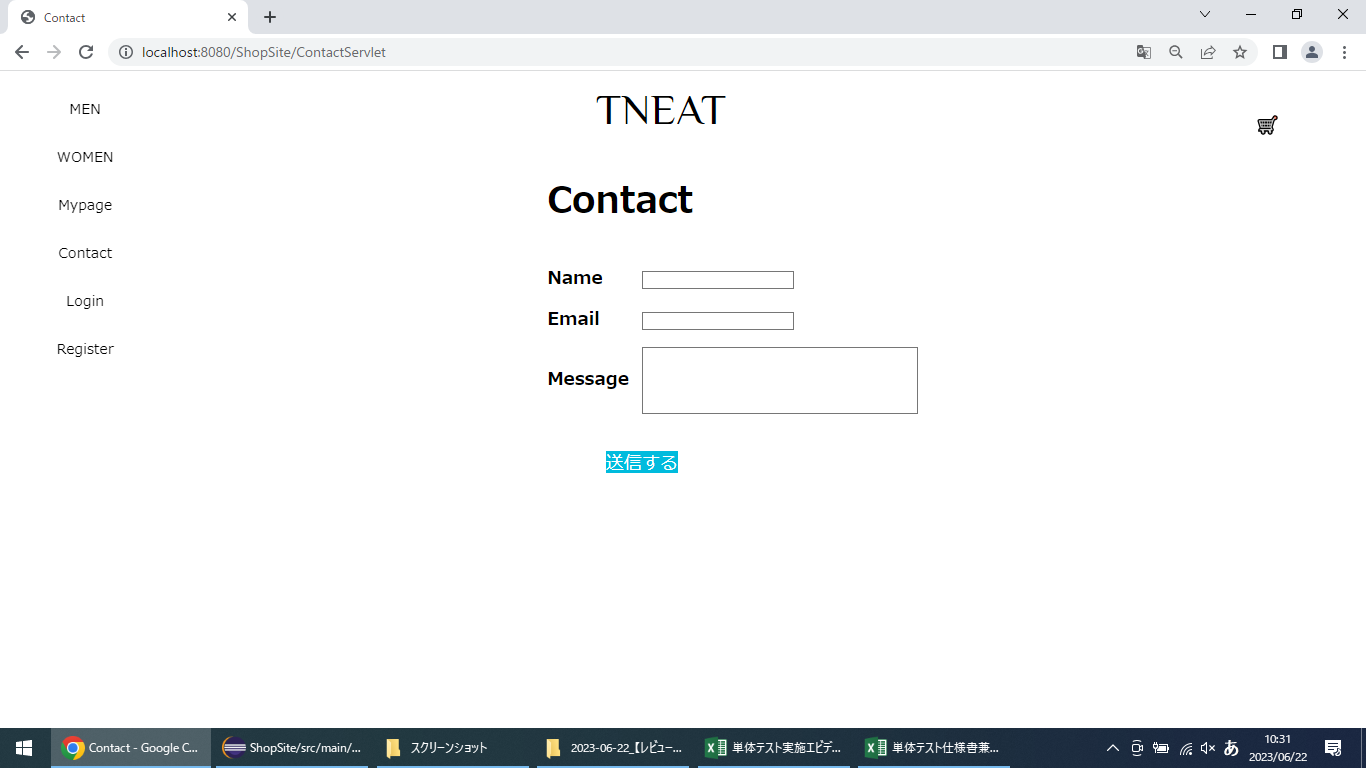 Contact
localhost:8080/ShopSite/ContactServlet
MEN
WOMEN
Mypage
Contact
Login
Register
TNEAT
Contact
Name
Email
Message
送信する
Contact - Google C...
ShopSite/src/main/...
スクリーンショット
2023-06-22_【レビュー...
単体テスト実施エビデ...
単体テスト仕様書兼...
あ
10:31
2023/06/22